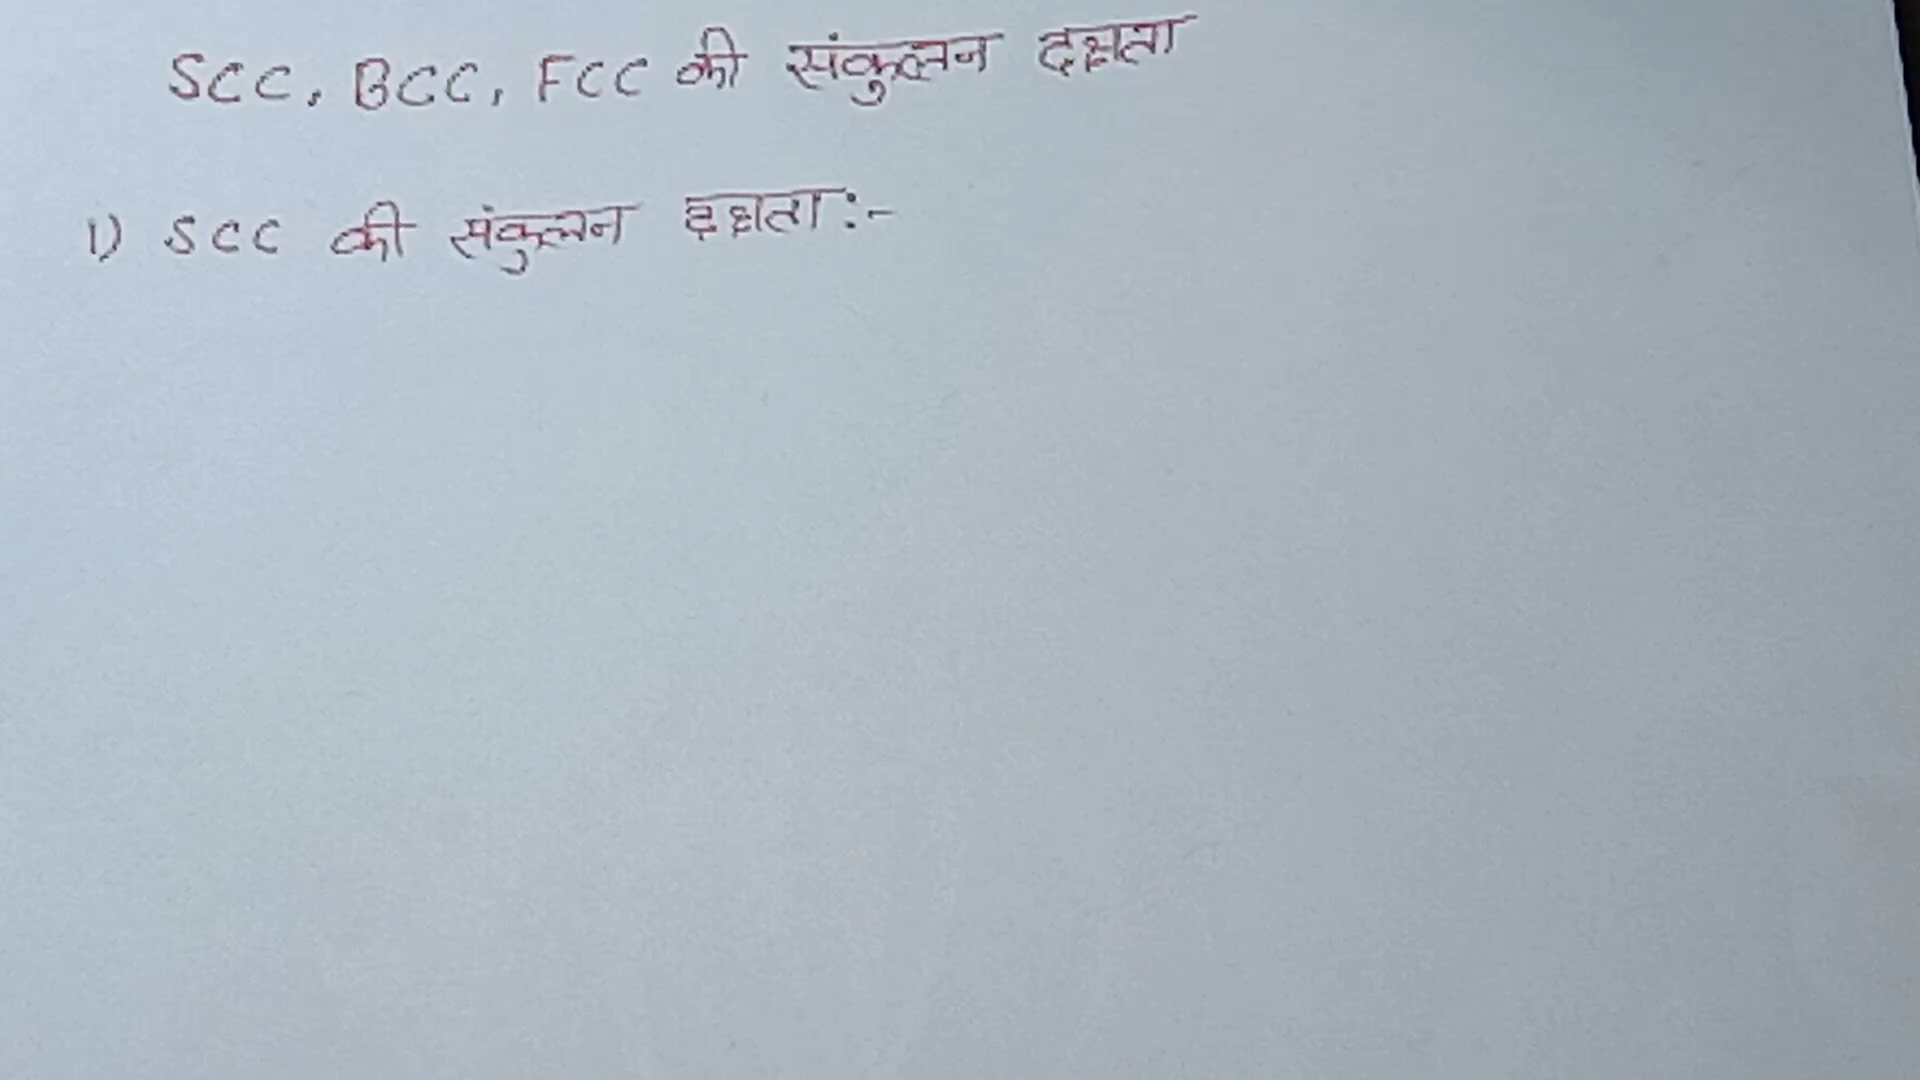 SCC, BCC, FCC की संकुलन दक्षता
1) SCC की संकुलन दक्षता :-